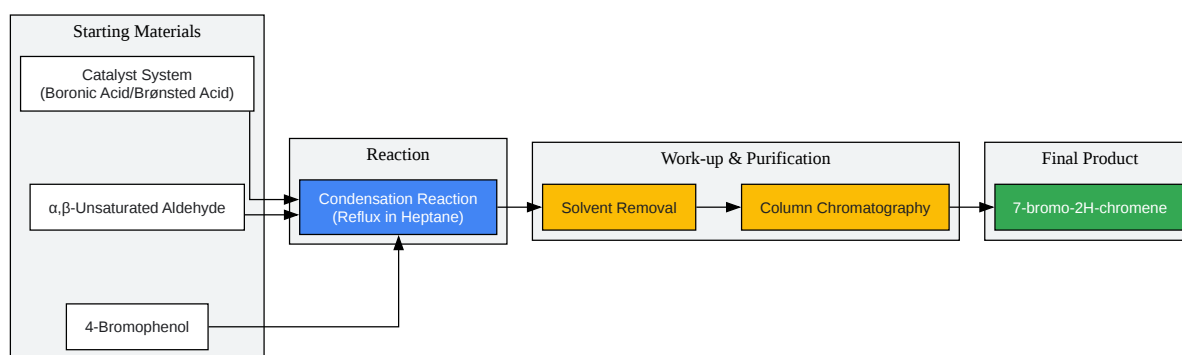 Starting Materials
Catalyst System
(Boronic Acid/Brønsted Acid)
α,β-Unsaturated Aldehyde
4-Bromophenol
Reaction
Condensation Reaction
(Reflux in Heptane)
Work-up & Purification
Solvent Removal
Column Chromatography
Final Product
7-bromo-2H-chromene